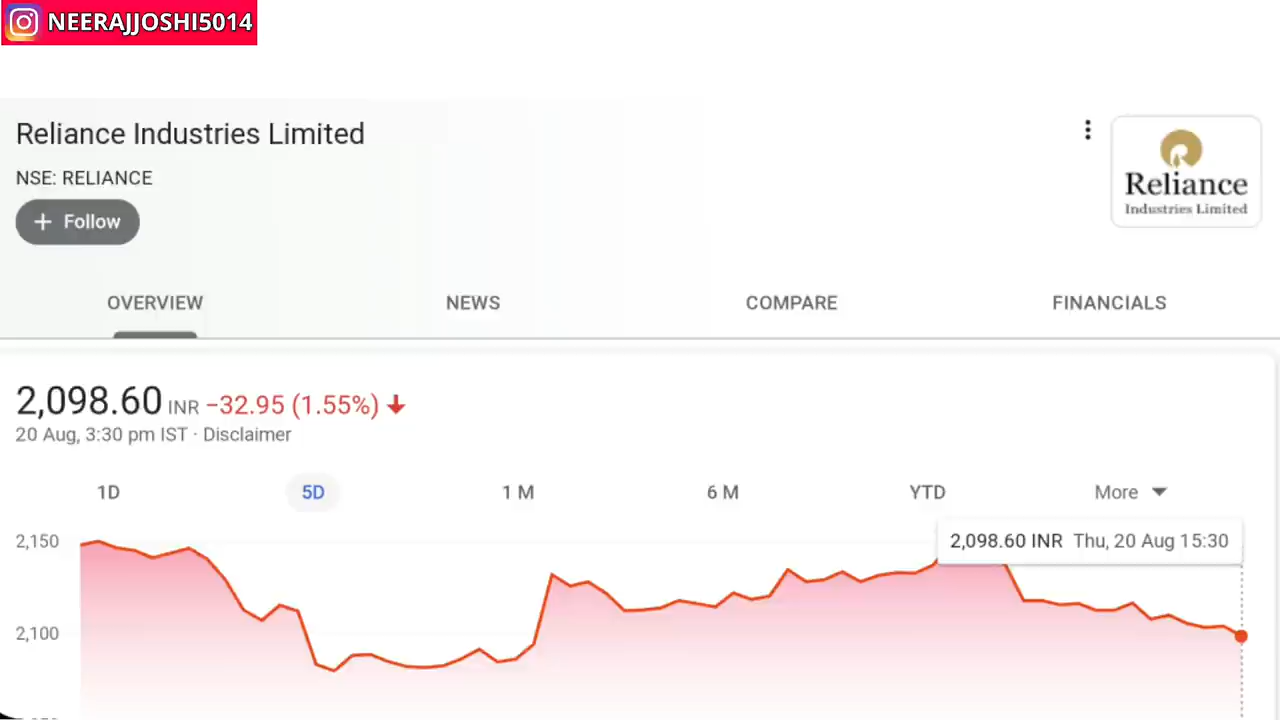 NEERAJJOSHI5014
Reliance Industries Limited
NSE: RELIANCE
+ Follow
Reliance
Industries Limited
OVERVIEW NEWS COMPARE FINANCIALS
2,098.60 INR −32.95 (1.55%)
20 Aug, 3:30 pm IST · Disclaimer
1D 5D 1 M 6 M YTD More
2,098.60 INR Thu, 20 Aug 15:30
2,150
2,100